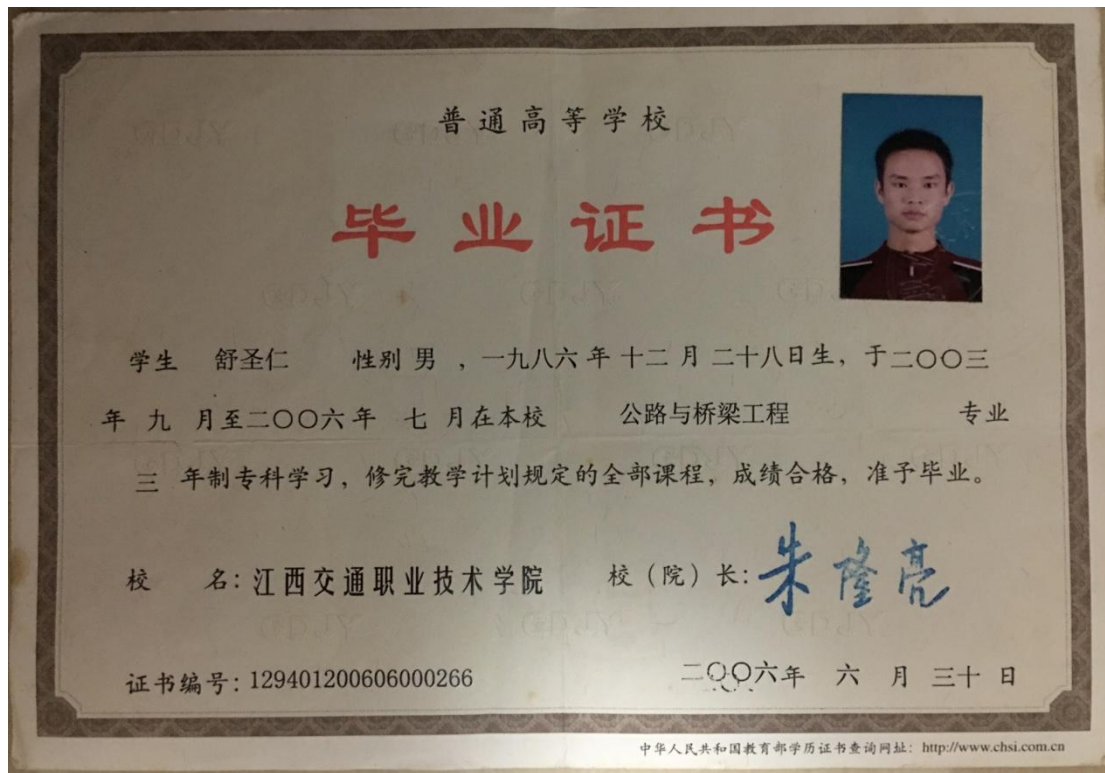 普通高等学校
毕业证书
学生 舒圣仁 性别 男 ，一九八六年十二月二十八日生，于二〇〇三
年 九 月至二〇〇六年 七 月在本校 公路与桥梁工程 专业
三 年制专科学习，修完教学计划规定的全部课程，成绩合格，准予毕业。
校 名：江西交通职业技术学院 校（院）长：朱隆亮
证书编号：129401200606000266 二〇〇六年 六 月 三十 日
中华人民共和国教育部学历证书查询网址：http://www.chsi.com.cn